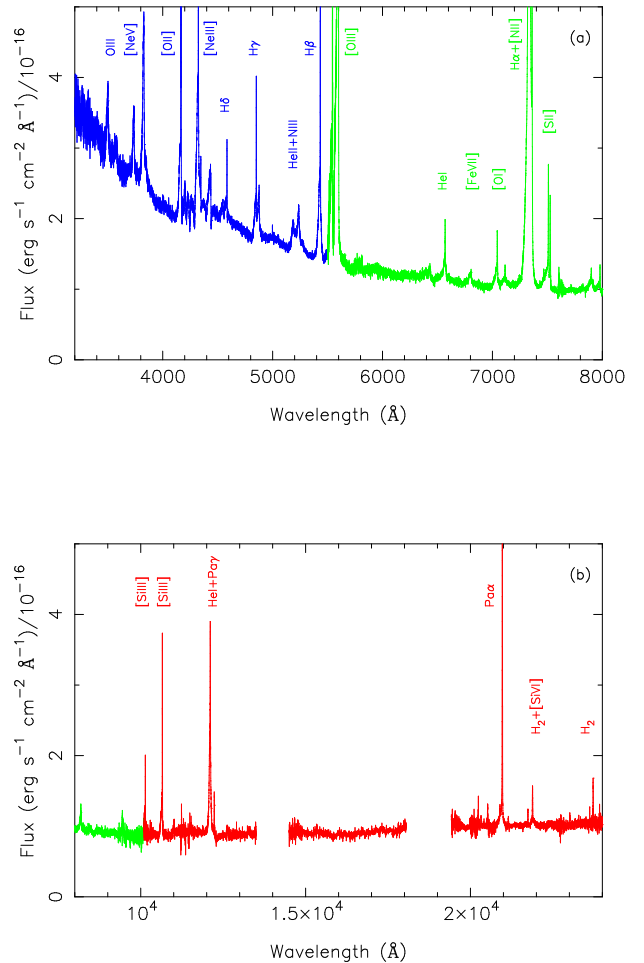 (a)
OIII
[NeV]
[OII]
[NeIII]
Hδ
Hγ
HeII+NIII
Hβ
[OIII]
HeI
[FeVII]
[OI]
Hα+[NII]
[SII]
0
2
4
Flux (erg s⁻¹ cm⁻² Å⁻¹)/10⁻¹⁶
4000
5000
6000
7000
8000
Wavelength (Å)
(b)
[SIII]
[SIII]
HeI+Paγ
Paα
H₂+[SiVI]
H₂
0
2
4
Flux (erg s⁻¹ cm⁻² Å⁻¹)/10⁻¹⁶
10⁴
1.5×10⁴
2×10⁴
Wavelength (Å)